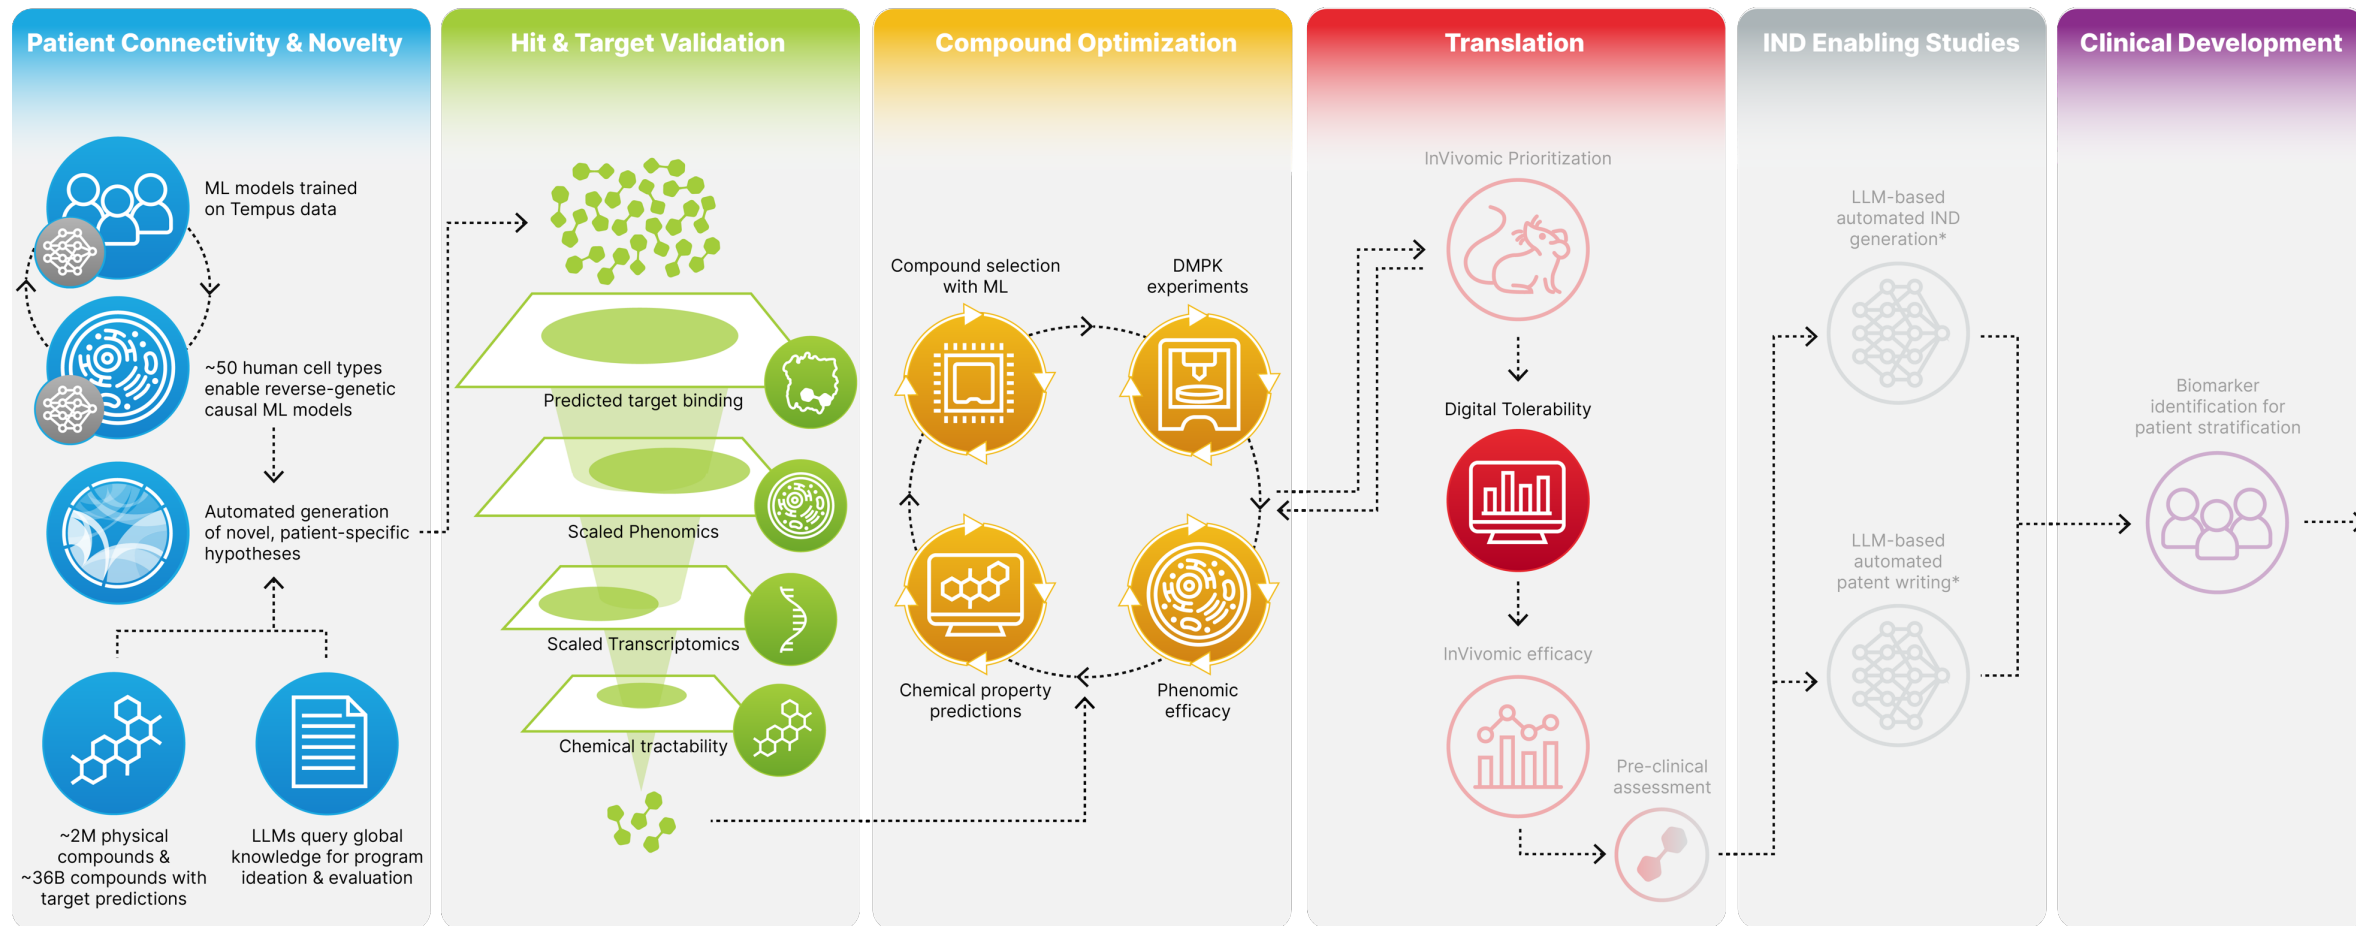 Patient Connectivity & Novelty
ML models trained
on Tempus data
~50 human cell types
enable reverse-genetic
causal ML models
Automated generation
of novel, patient-specific
hypotheses
~2M physical
compounds &
~36B compounds with
target predictions
LLMs query global
knowledge for program
ideation & evaluation
Hit & Target Validation
Predicted target binding
Scaled Phenomics
Scaled Transcriptomics
Chemical tractability
Compound Optimization
Compound selection
with ML
DMPK
experiments
Chemical property
predictions
Phenomic
efficacy
Translation
InVivomic Prioritization
Digital Tolerability
InVivomic efficacy
Pre-clinical
assessment
IND Enabling Studies
LLM-based
automated IND
generation*
LLM-based
automated
patent writing*
Clinical Development
Biomarker
identification for
patient stratification